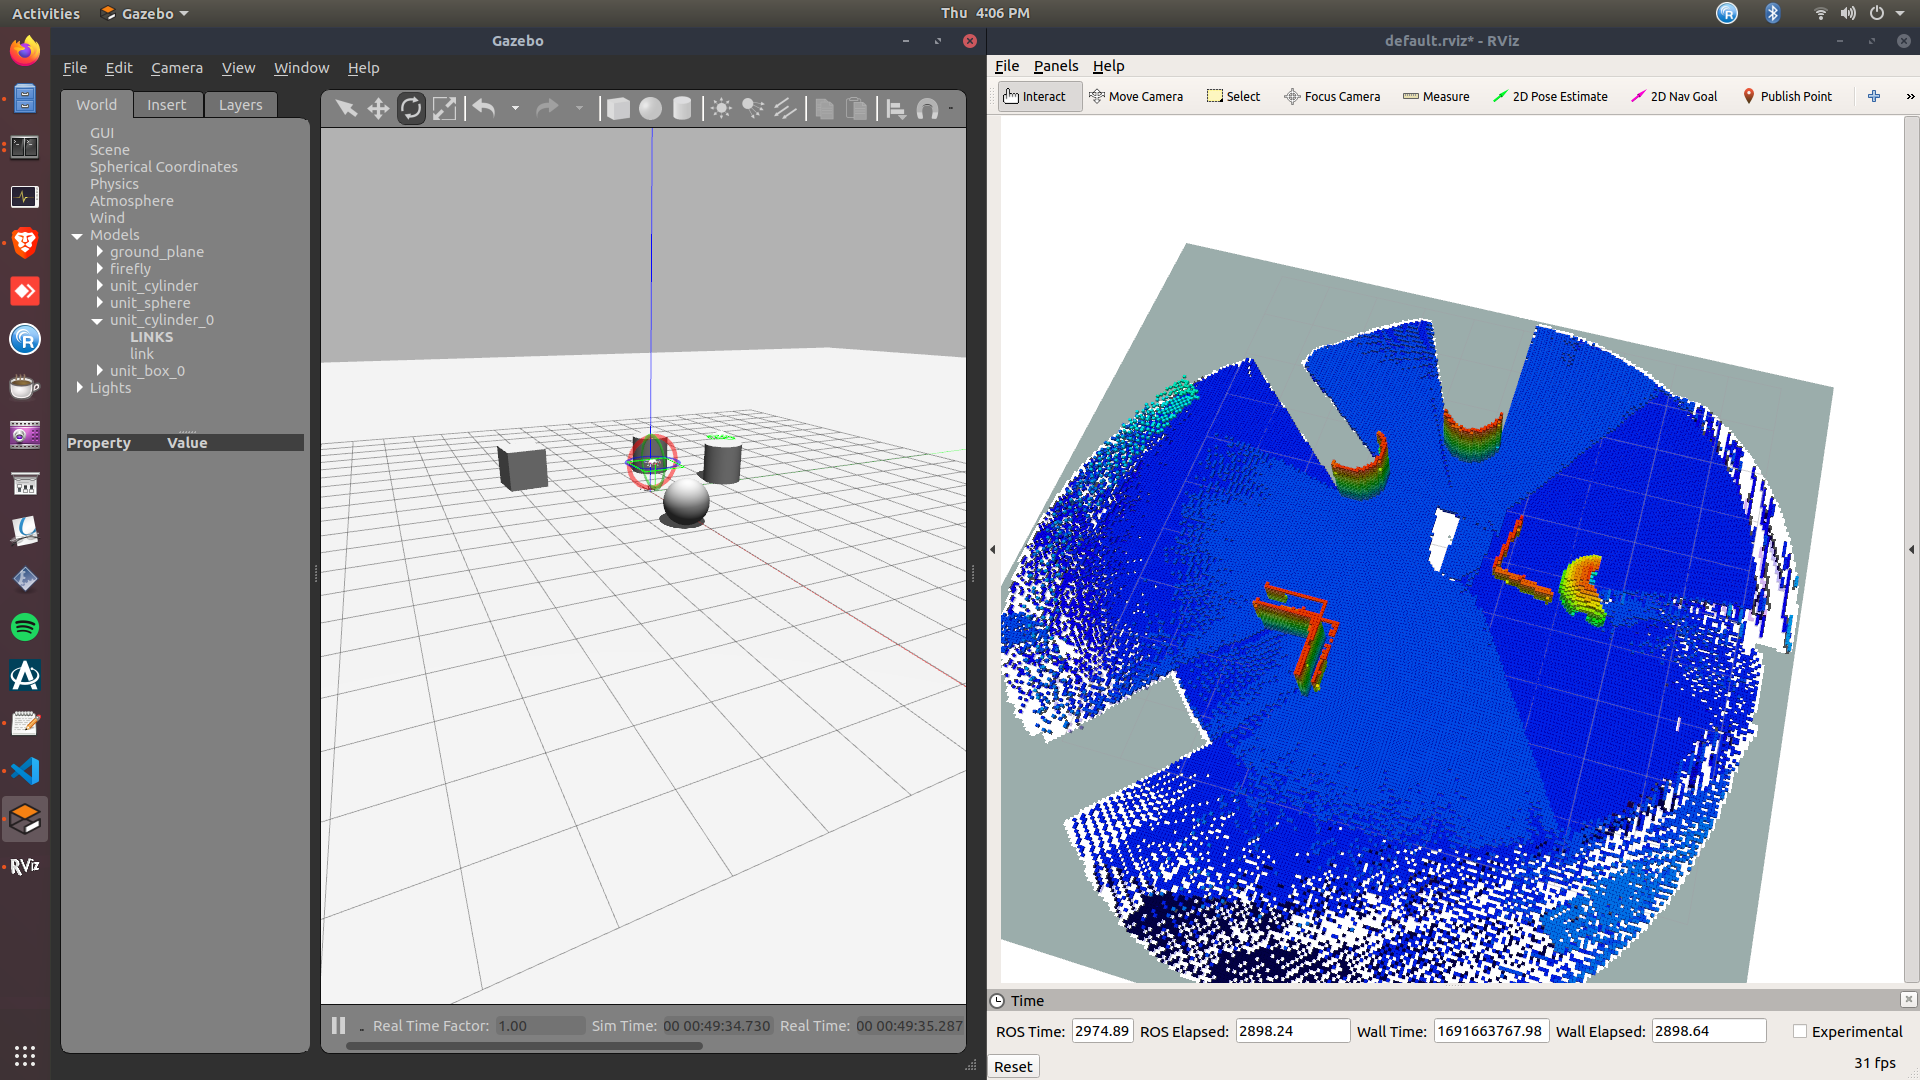 Activities Gazebo Thu 4:06 PM
Gazebo
File Edit Camera View Window Help
World Insert Layers
GUI
Scene
Spherical Coordinates
Physics
Atmosphere
Wind
Models
ground_plane
firefly
unit_cylinder
unit_sphere
unit_cylinder_0
LINKS
link
unit_box_0
Lights
Property Value
Real Time Factor: 1.00 Sim Time: 00 00:49:34.730 Real Time: 00 00:49:35.287
default.rviz* - RViz
File Panels Help
Interact Move Camera Select Focus Camera Measure 2D Pose Estimate 2D Nav Goal Publish Point
Time
ROS Time: 2974.89 ROS Elapsed: 2898.24 Wall Time: 1691663767.98 Wall Elapsed: 2898.64 Experimental
Reset 31 fps
RViz